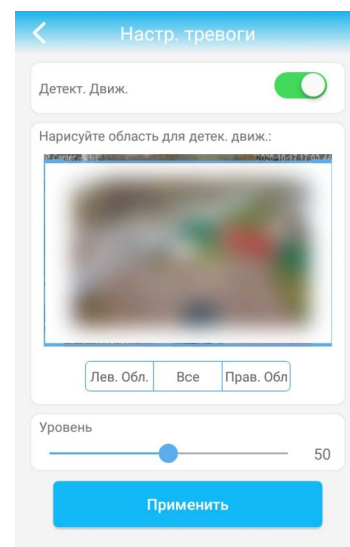 Настр. тревоги
Детект. Движ.
Нарисуйте область для детек. движ.:
Лев. Обл.
Все
Прав. Обл
Уровень
50
Применить